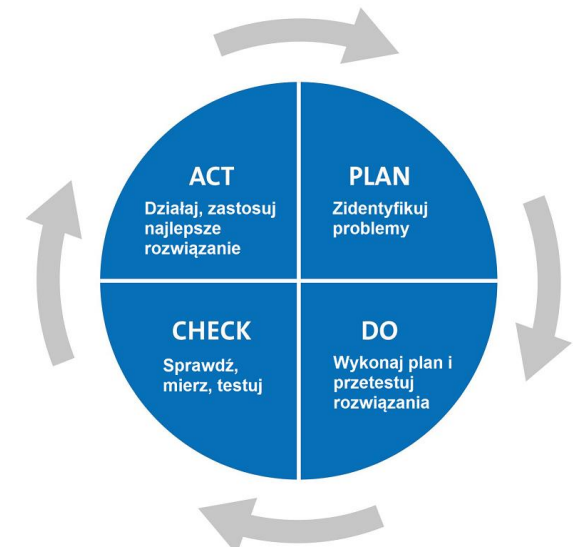 ACT
Działaj, zastosuj
najlepsze
rozwiązanie
PLAN
Zidentyfikuj
problemy
CHECK
Sprawdź,
mierz, testuj
DO
Wykonaj plan i
przetestuj
rozwiązania